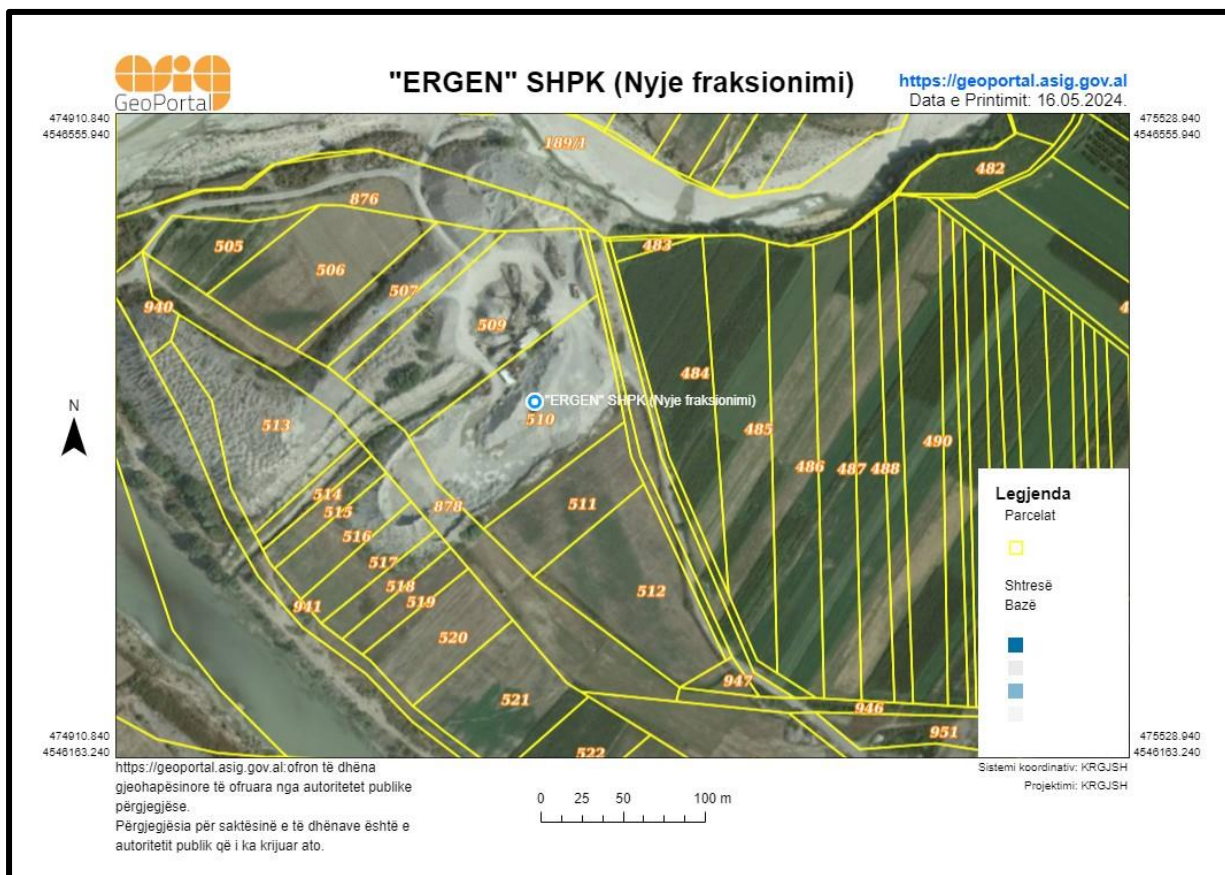 asig
GeoPortal
"ERGEN" SHPK (Nyje fraksionimi)
https://geoportal.asig.gov.al
Data e Printimit: 16.05.2024.
474910.840
4546555.940
475528.940
4546555.940
189/1
482
876
505
483
506
507
940
509
4
484
"ERGEN" SHPK (Nyje fraksionimi)
510
513
485
490
486
487
488
514
515
511
878
516
517
518
512
519
941
520
947
521
946
951
522
N
Legjenda
Parcelat
Shtresë
Bazë
474910.840
4546163.240
475528.940
4546163.240
https://geoportal.asig.gov.al:ofron të dhëna
gjeohapësinore të ofruara nga autoritetet publike
përgjegjëse.
Përgjegjësia për saktësinë e të dhënave është e
autoritetit publik që i ka krijuar ato.
0 25 50 100 m
Sistemi koordinativ: KRGJSH
Projektimi: KRGJSH